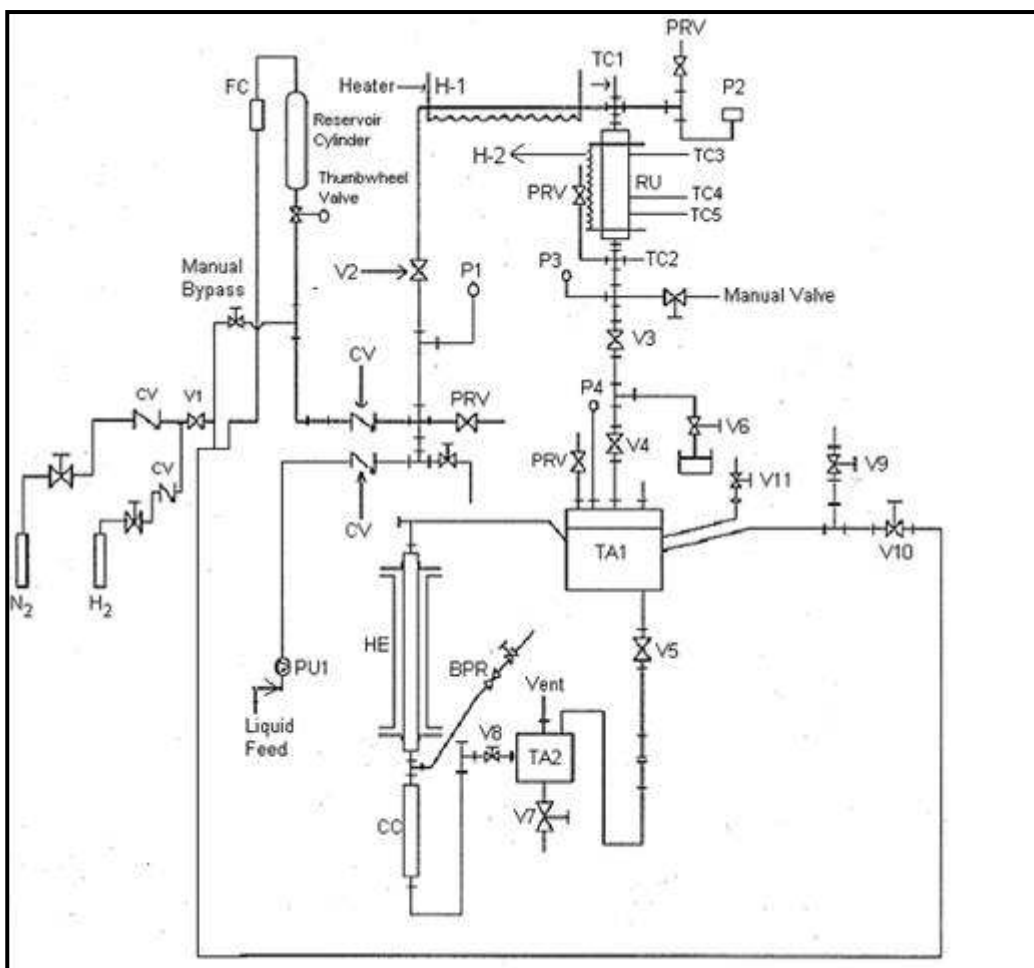 PRV
TC1
FC
Heater
H-1
P2
Reservoir
Cylinder
H-2
TC3
Thumbwheel
Valve
PRV
RU
TC4
TC5
Manual
Bypass
V2
P1
P3
TC2
Manual Valve
V3
CV
CV
V1
PRV
P4
V6
V4
CV
PRV
V9
V11
CV
TA1
V10
N2
H2
HE
V5
PU1
BPR
Vent
Liquid
Feed
V8
TA2
V7
CC